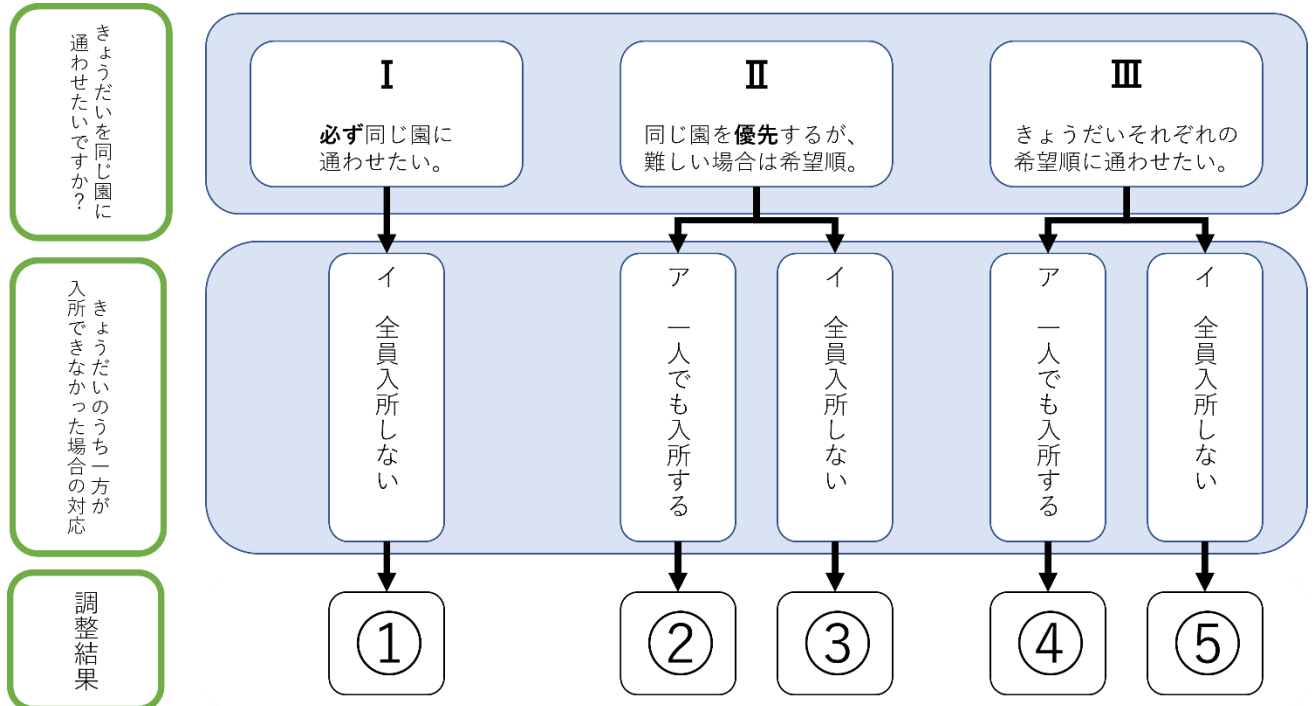 きょうだいを同じ園に
通わせたいですか?
Ⅰ
必ず同じ園に
通わせたい。
Ⅱ
同じ園を優先するが、
難しい場合は希望順。
Ⅲ
きょうだいそれぞれの
希望順に通わせたい。
きょうだいのうち一方が
入所できなかった場合の対応
イ 全員入所しない
ア 一人でも入所する
イ 全員入所しない
ア 一人でも入所する
イ 全員入所しない
調整結果
①
②
③
④
⑤